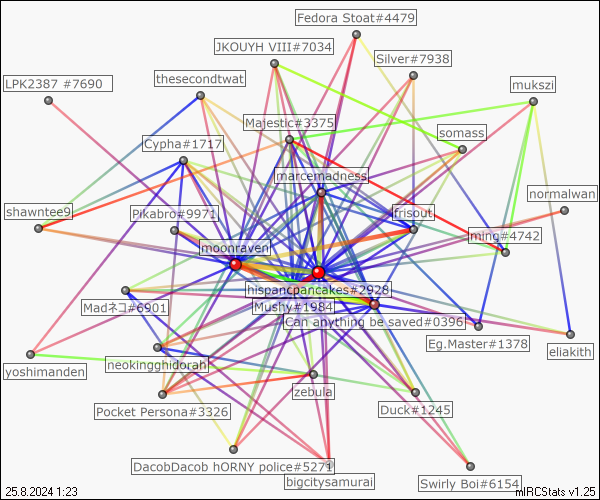 Fedora Stoat#4479
JKOUYH VIII#7034
Silver#7938
LPK2387 #7690
thesecondtwat
mukszi
Majestic#3375
somass
Cypha#1717
marcemadness
normalwan
shawntee9
Pikabro#9971
frisout
ming#4742
moonraven
hispancpancakes#2928
Madネコ#6901
Mushy#1984
Can anything be saved#0396
Eg.Master#1378
eliakith
yoshimanden
neokingghidorah
zebula
Pocket Persona#3326
Duck#1245
DacobDacob hORNY police#5271
bigcitysamurai
Swirly Boi#6154
25.8.2024 1:23
mIRCStats v1.25